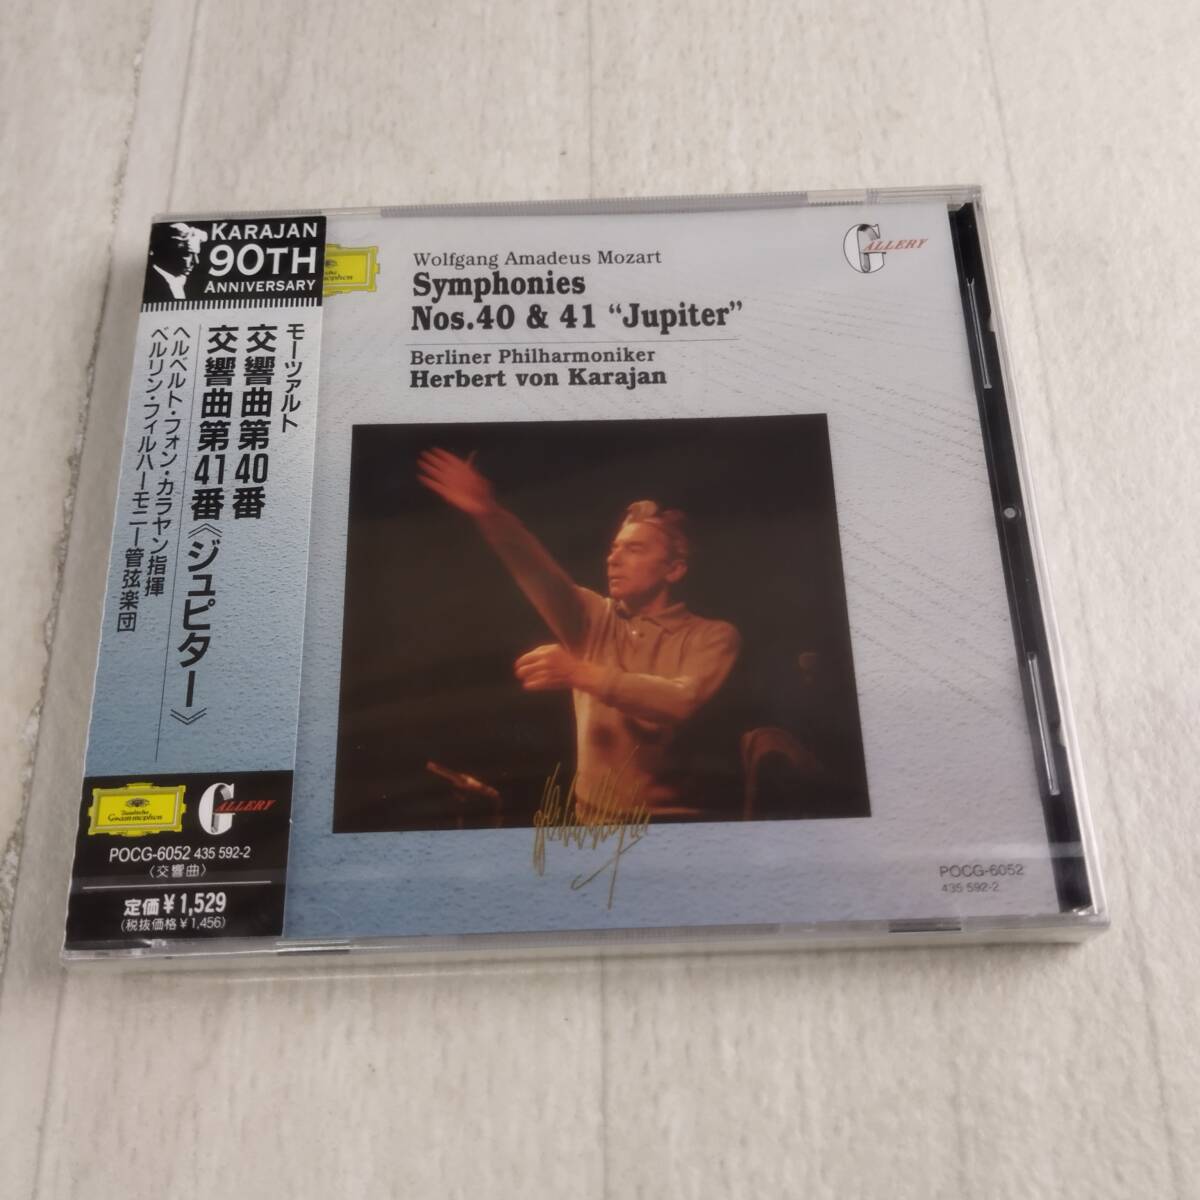 KARAJAN
90TH
ANNIVERSARY
モーツァルト
交響曲第40番
交響曲第41番《ジュピター》
ヘルベルト・フォン・カラヤン指揮
ベルリン・フィルハーモニー管弦楽団
Deutsche
Grammophon
GALLERY
POCG-6052 435 592-2
〈交響曲〉
定価￥1,529
(税抜価格￥1,456)
Wolfgang Amadeus Mozart
Symphonies
Nos.40 & 41 “Jupiter”
Berliner Philharmoniker
Herbert von Karajan
GALLERY
POCG-6052
435 592-2